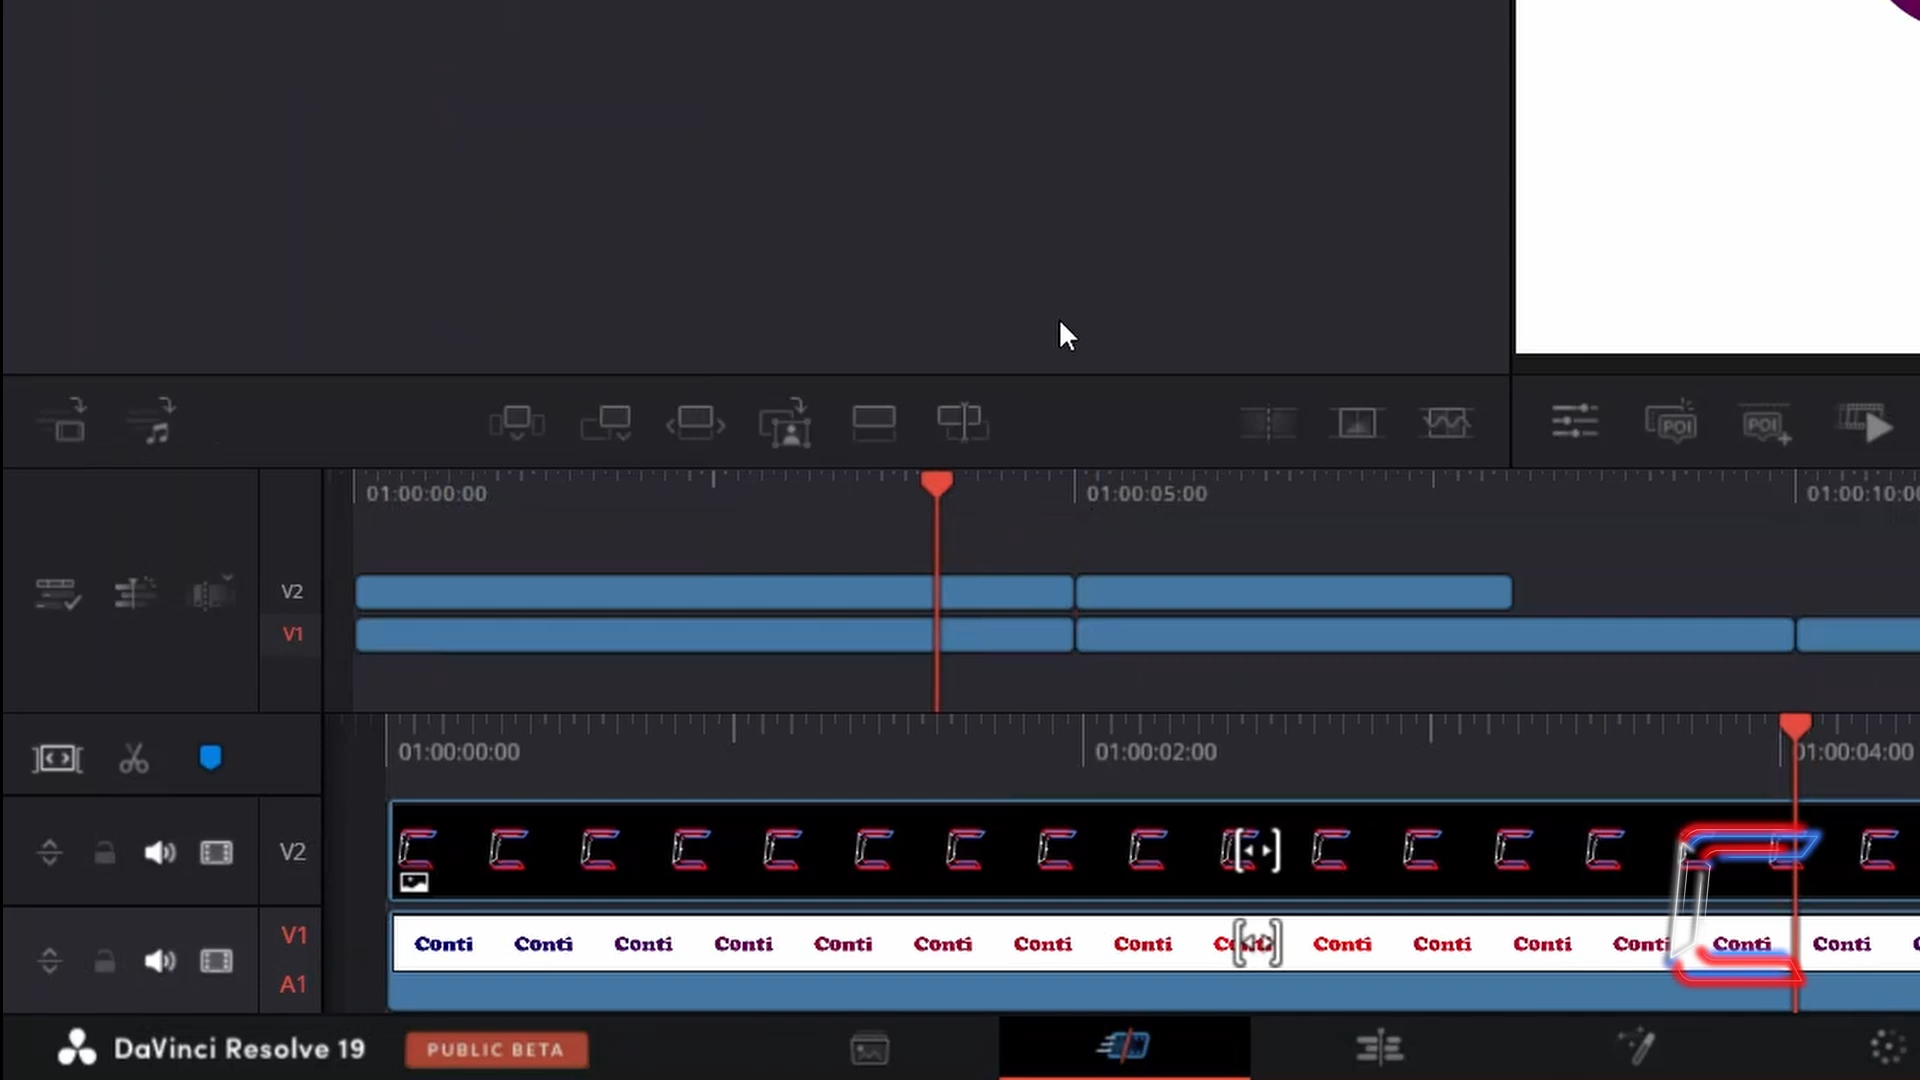 POI POI
01:00:00:00 01:00:05:00 01:00:10:00
V2
V1
01:00:00:00 01:00:02:00 01:00:04:00
V2
V1 Conti Conti Conti Conti Conti Conti Conti Conti Conti Conti Conti Conti Conti Conti Conti
A1
DaVinci Resolve 19 PUBLIC BETA